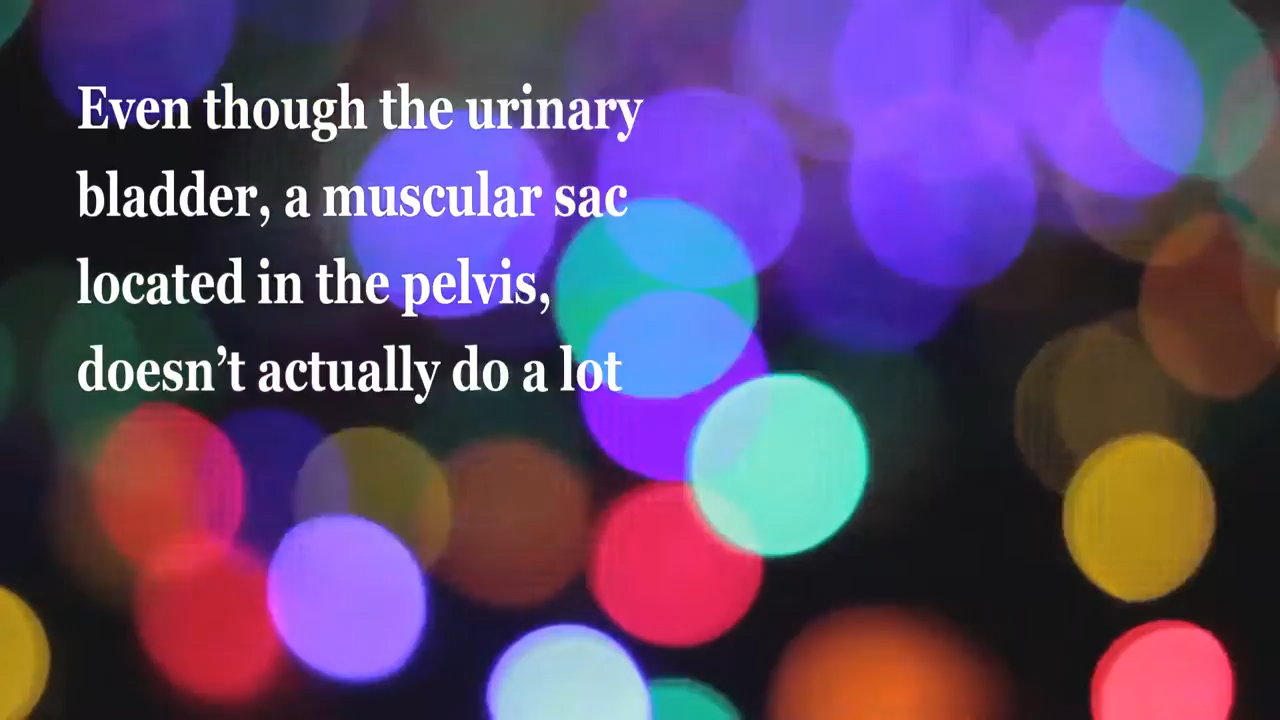 Even though the urinary
bladder, a muscular sac
located in the pelvis,
doesn’t actually do a lot